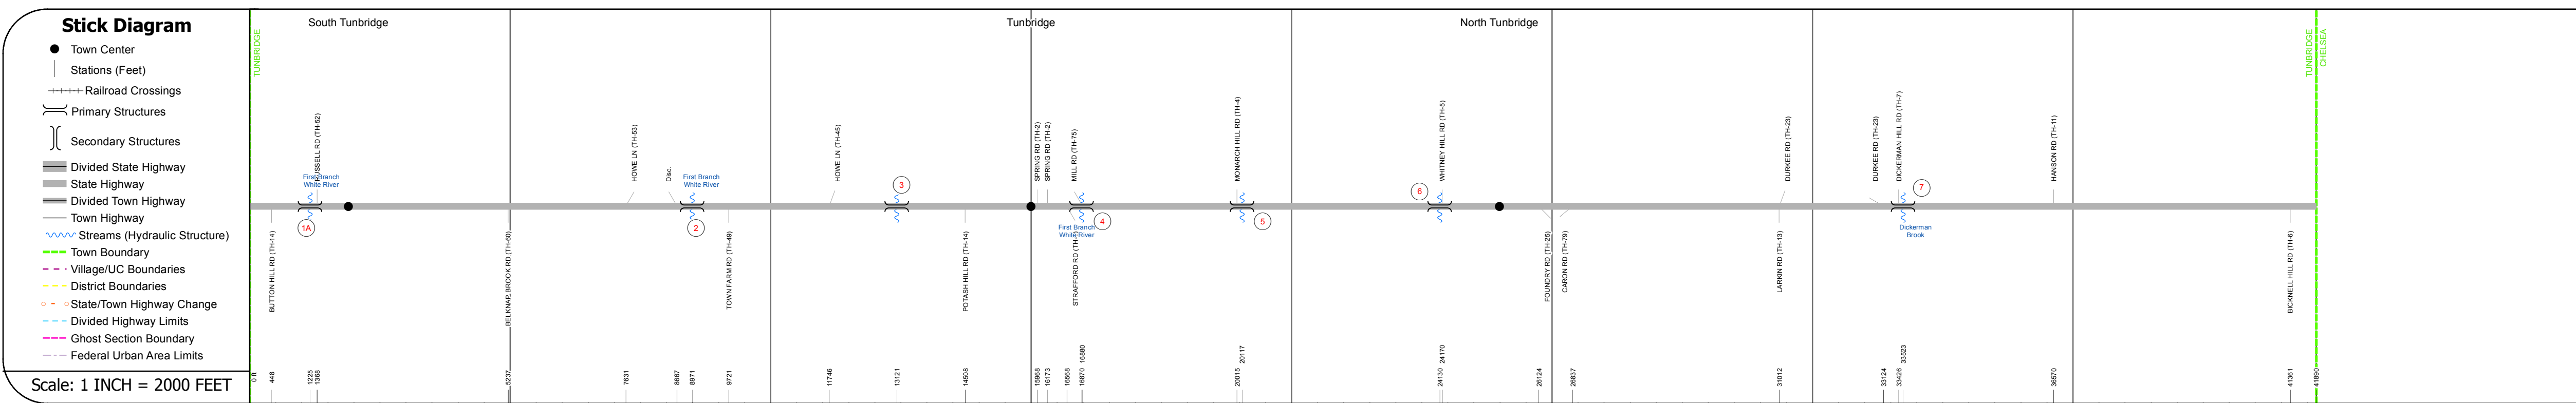 Stick Diagram
Town Center
Stations (Feet)
Railroad Crossings
Primary Structures
Secondary Structures
Divided State Highway
State Highway
Divided Town Highway
Town Highway
Streams (Hydraulic Structure)
Town Boundary
Village/UC Boundaries
District Boundaries
State/Town Highway Change
Divided Highway Limits
Ghost Section Boundary
Federal Urban Area Limits
Scale: 1 INCH = 2000 FEET
South Tunbridge
Tunbridge
North Tunbridge
TUNBRIDGE
TUNBRIDGE
CHELSEA
RUSSELL RD (TH-52)
HOWE LN (TH-53)
Disc.
HOWE LN (TH-45)
SPRING RD (TH-2)
SPRING RD (TH-2)
MILL RD (TH-75)
MONARCH HILL RD (TH-4)
WHITNEY HILL RD (TH-5)
DURKEE RD (TH-23)
DURKEE RD (TH-23)
DICKERMAN HILL RD (TH-7)
HANSON RD (TH-11)
First Branch
White River
First Branch
White River
3
6
7
1A
2
4
5
First Branch
White River
Dickerman
Brook
BUTTON HILL RD (TH-14)
BELKNAP BROOK RD (TH-60)
TOWN FARM RD (TH-49)
POTASH HILL RD (TH-14)
STRAFFORD RD
FOUNDRY RD (TH-25)
CARON RD (TH-79)
LARKIN RD (TH-13)
BICKNELL HILL RD (TH-6)
0 ft
448
1225
1368
5237
7631
8667
8971
9721
11746
13121
14508
15968
16173
16568
16870
16880
20015
20117
24130
24170
26124
26837
31012
33124
33426
33523
36570
41361
41890